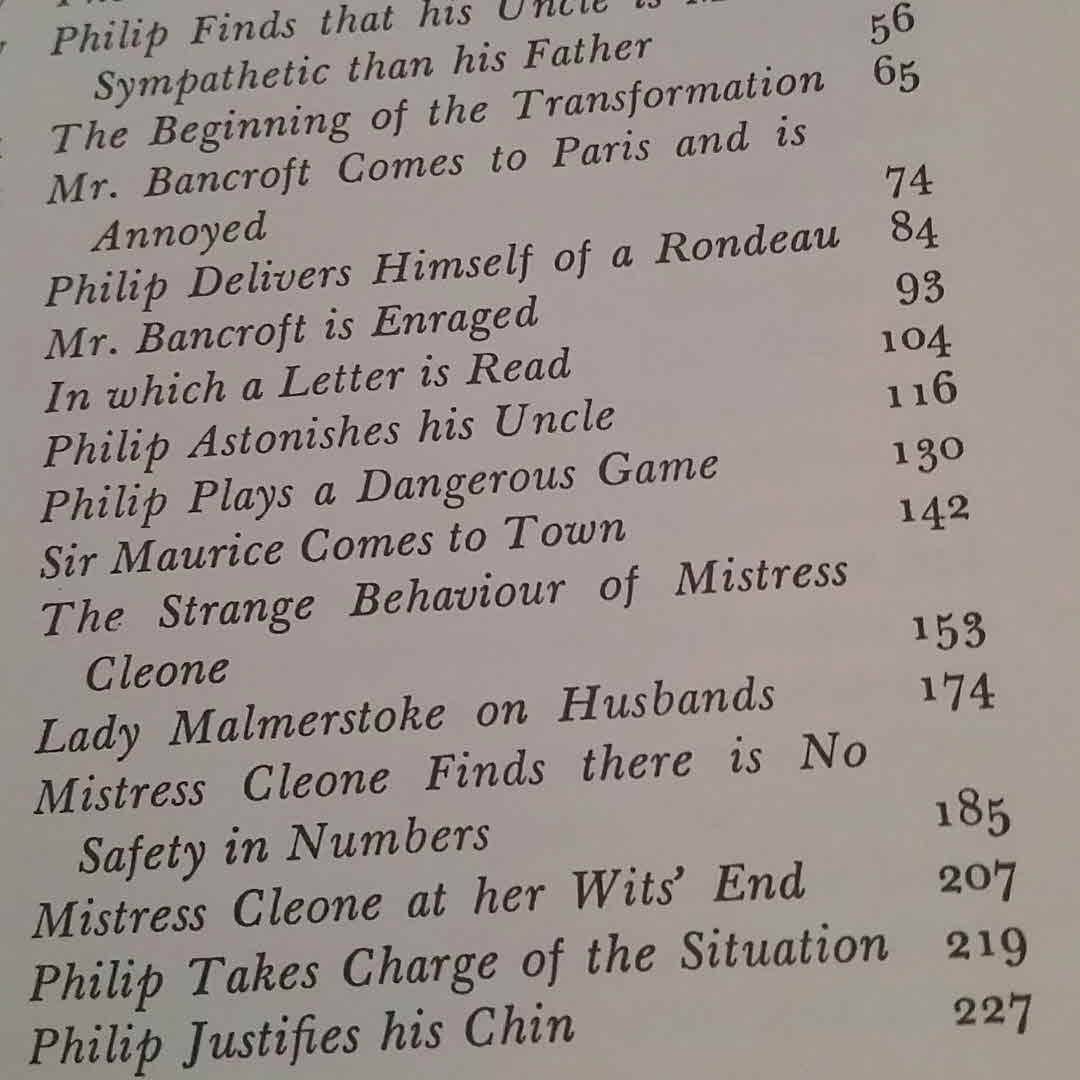 Philip Finds that his Uncle is
Sympathetic than his Father 56
The Beginning of the Transformation 65
Mr. Bancroft Comes to Paris and is
Annoyed 74
Philip Delivers Himself of a Rondeau 84
Mr. Bancroft is Enraged 93
In which a Letter is Read 104
Philip Astonishes his Uncle 116
Philip Plays a Dangerous Game 130
Sir Maurice Comes to Town 142
The Strange Behaviour of Mistress
Cleone 153
Lady Malmerstoke on Husbands 174
Mistress Cleone Finds there is No
Safety in Numbers 185
Mistress Cleone at her Wits' End 207
Philip Takes Charge of the Situation 219
Philip Justifies his Chin 227